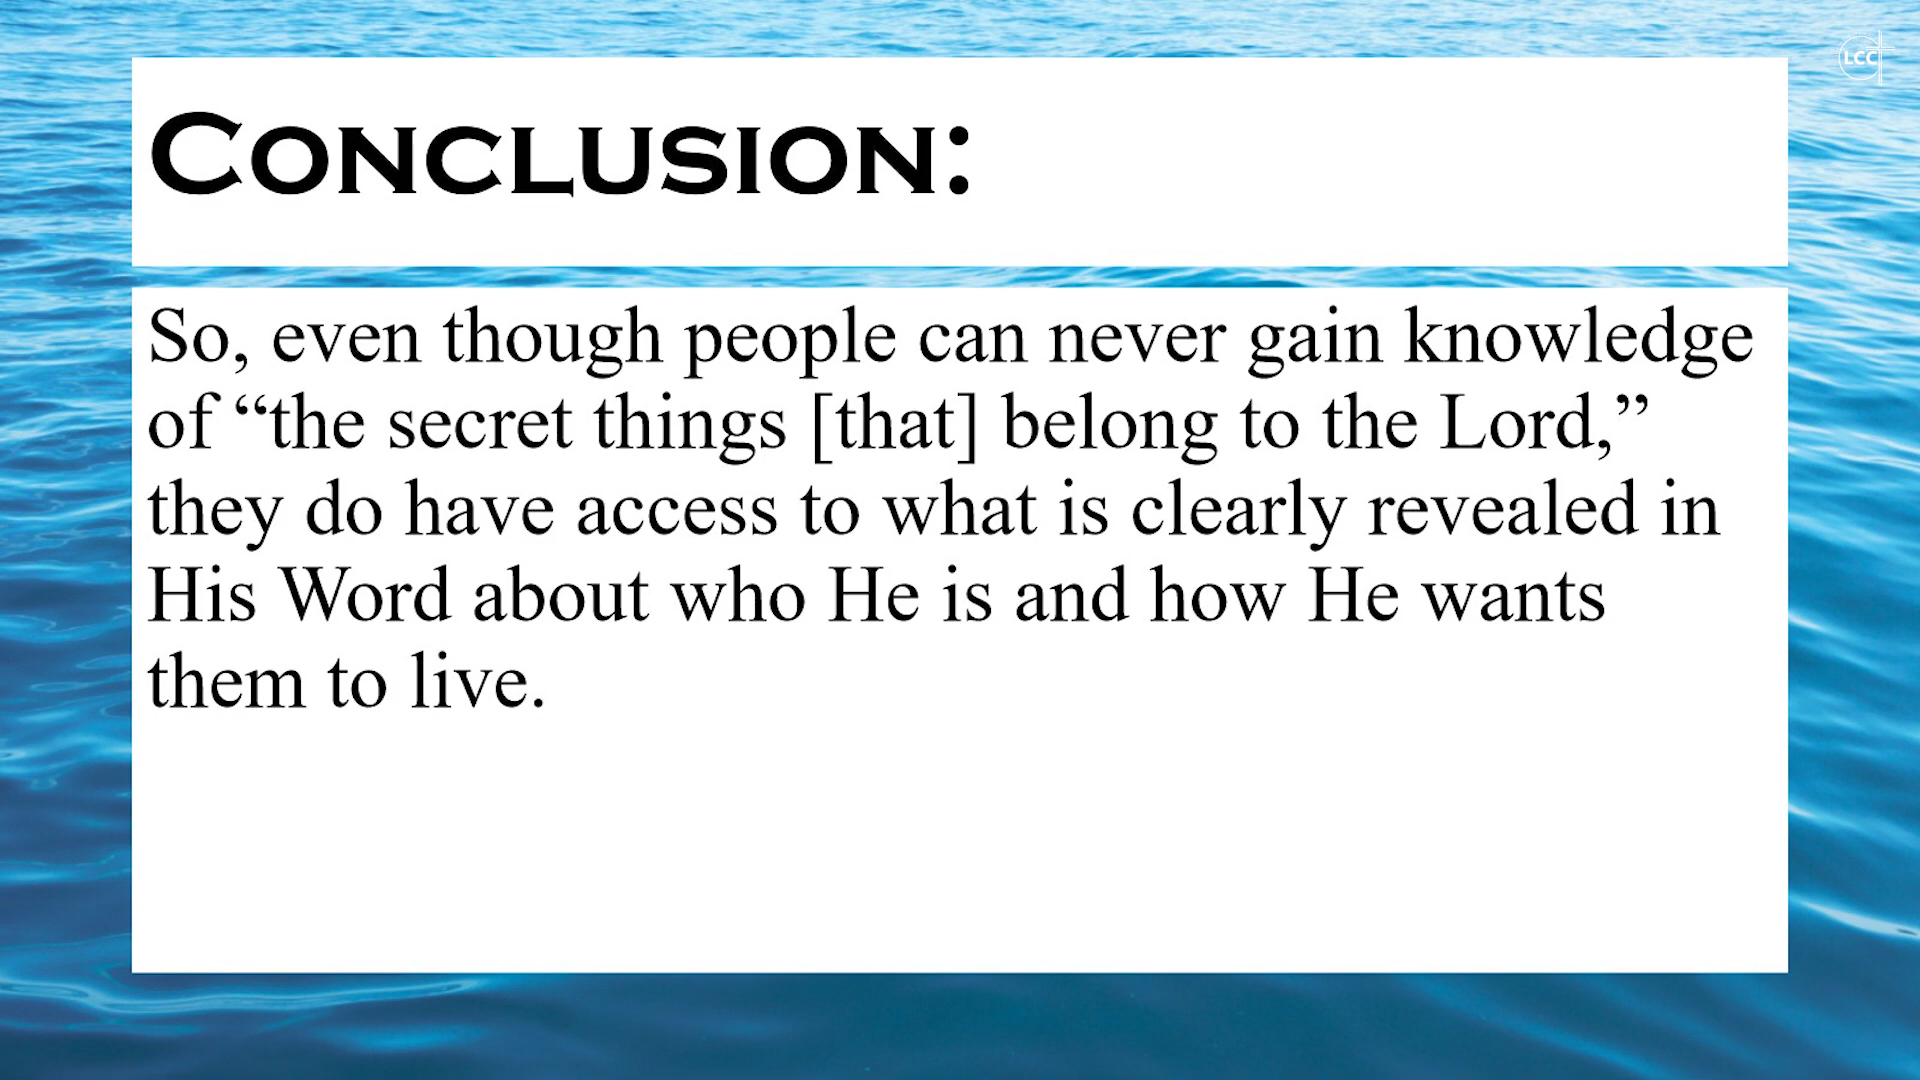 LCC
Conclusion:
So, even though people can never gain knowledge
of “the secret things [that] belong to the Lord,”
they do have access to what is clearly revealed in
His Word about who He is and how He wants
them to live.